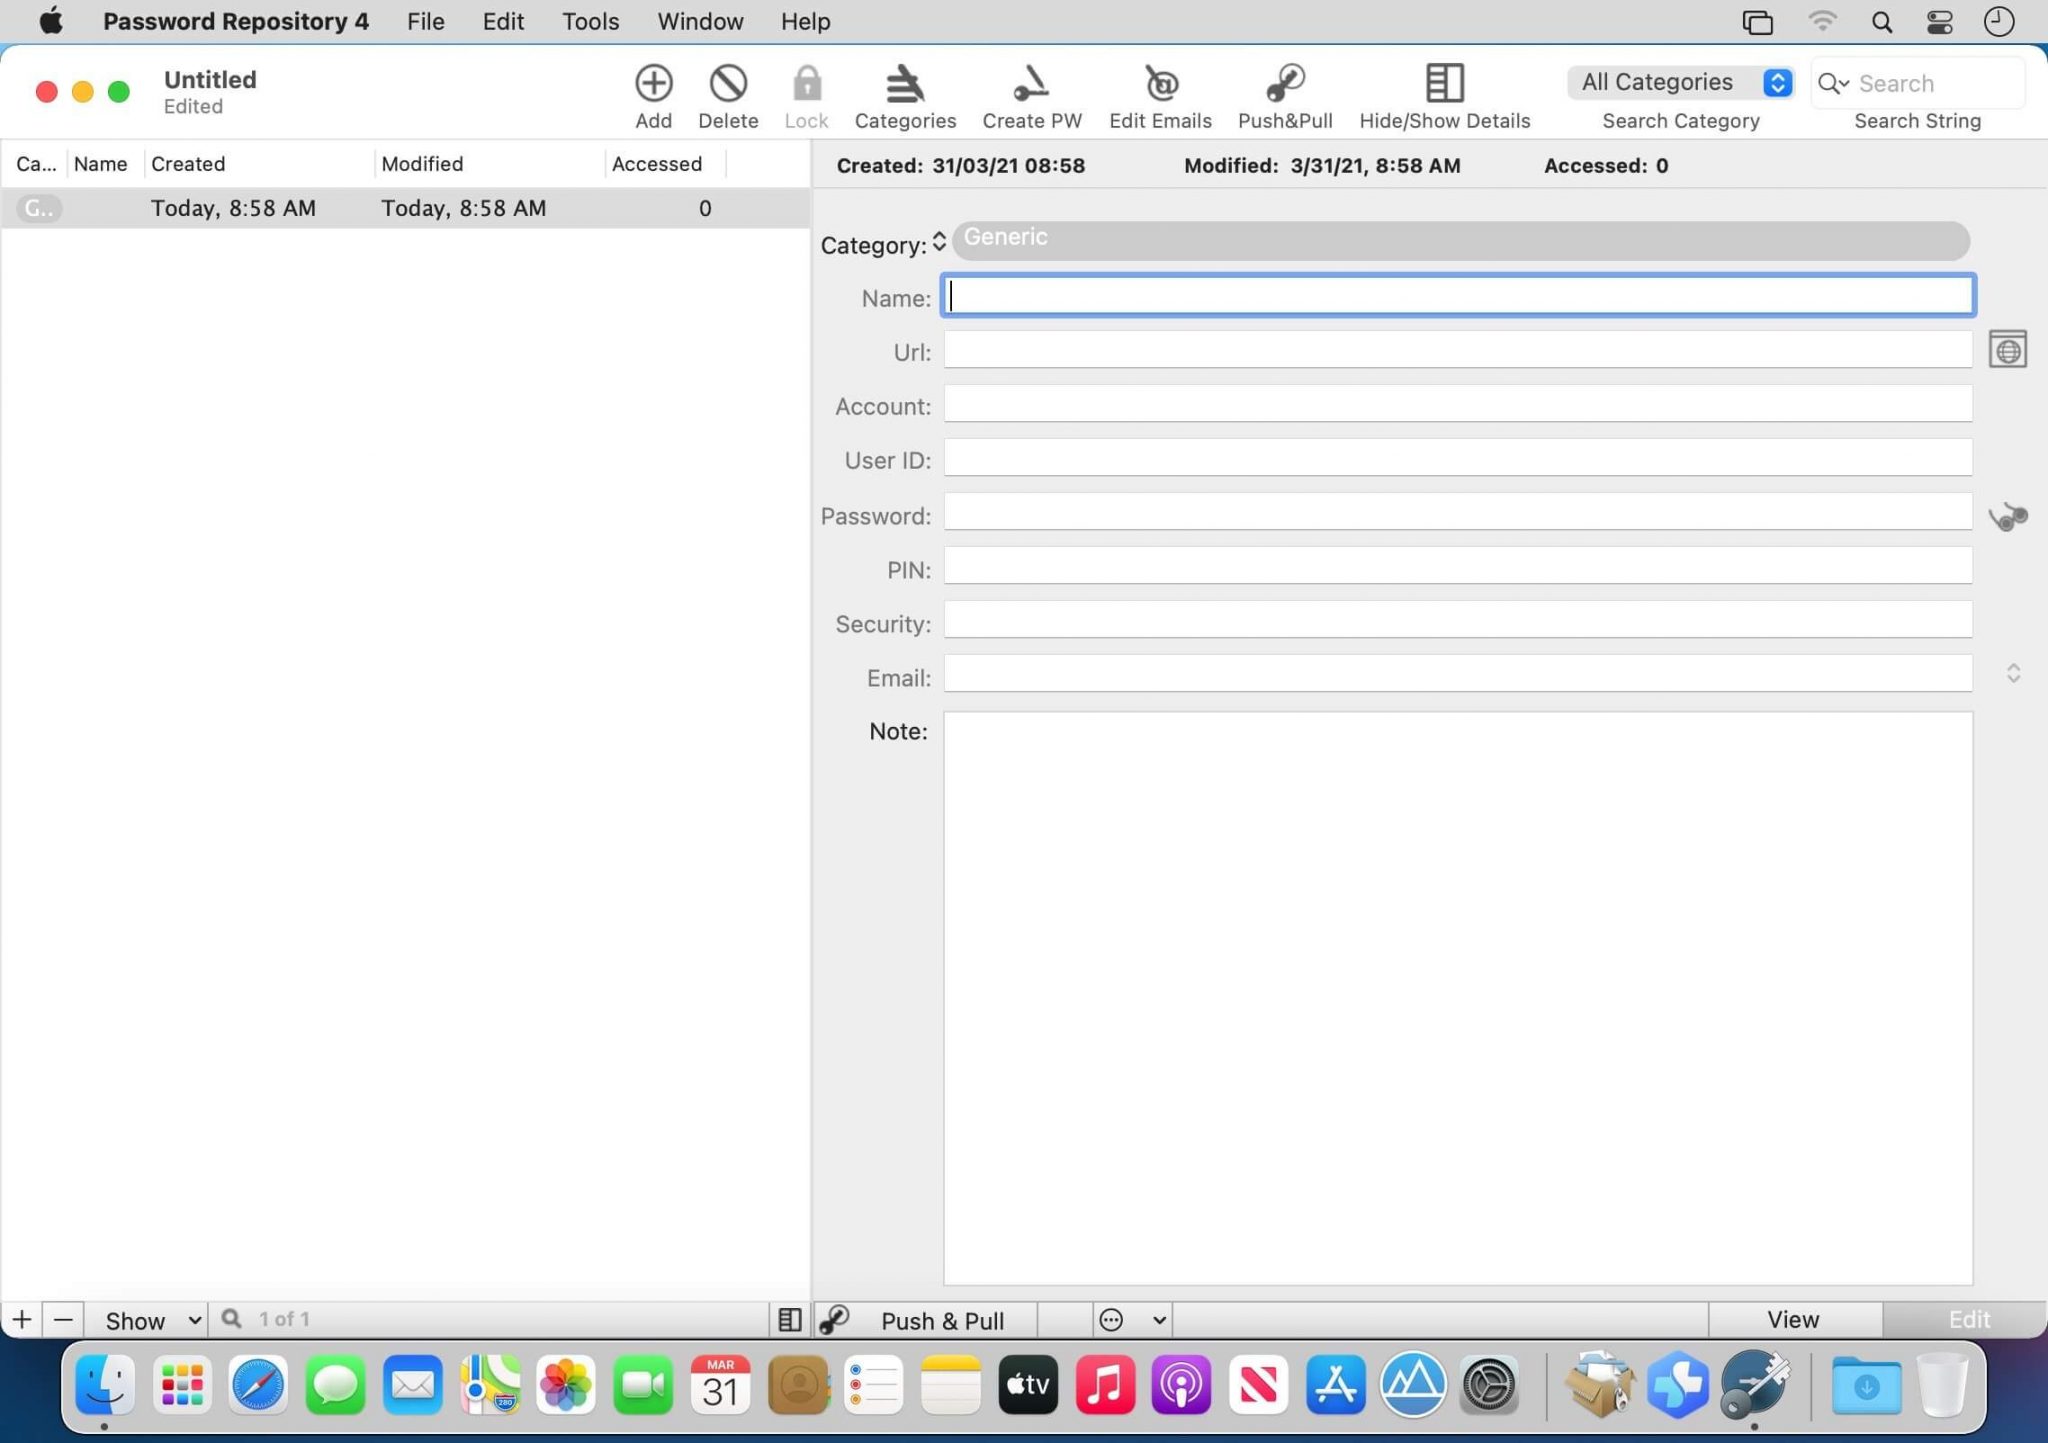 Password Repository 4 File Edit Tools Window Help
Untitled
Edited
Add Delete Lock Categories Create PW Edit Emails Push&Pull Hide/Show Details
All Categories
Search Category
Search
Search String
Ca... Name Created Modified Accessed
G.. Today, 8:58 AM Today, 8:58 AM 0
Created: 31/03/21 08:58 Modified: 3/31/21, 8:58 AM Accessed: 0
Category: Generic
Name:
Url:
Account:
User ID:
Password:
PIN:
Security:
Email:
Note:
Show 1 of 1
Push & Pull
View Edit
280
MAR
31
tv